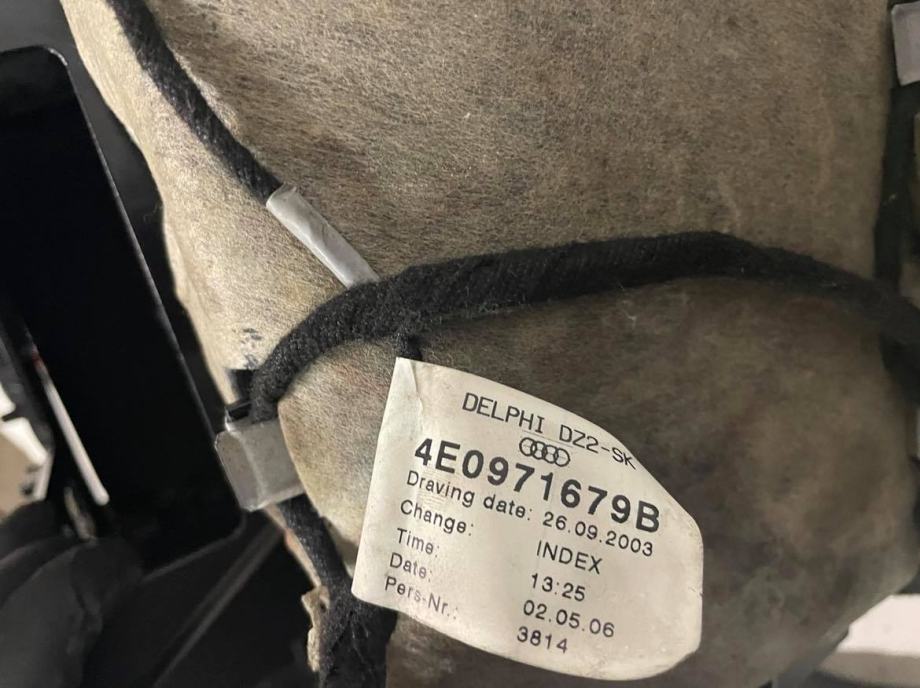 DELPHI DZ2-SK
4E0971679B
Draving date: 26.09.2003
Change: INDEX
Time: 13:25
Date: 02.05.06
Pers-Nr.: 3814